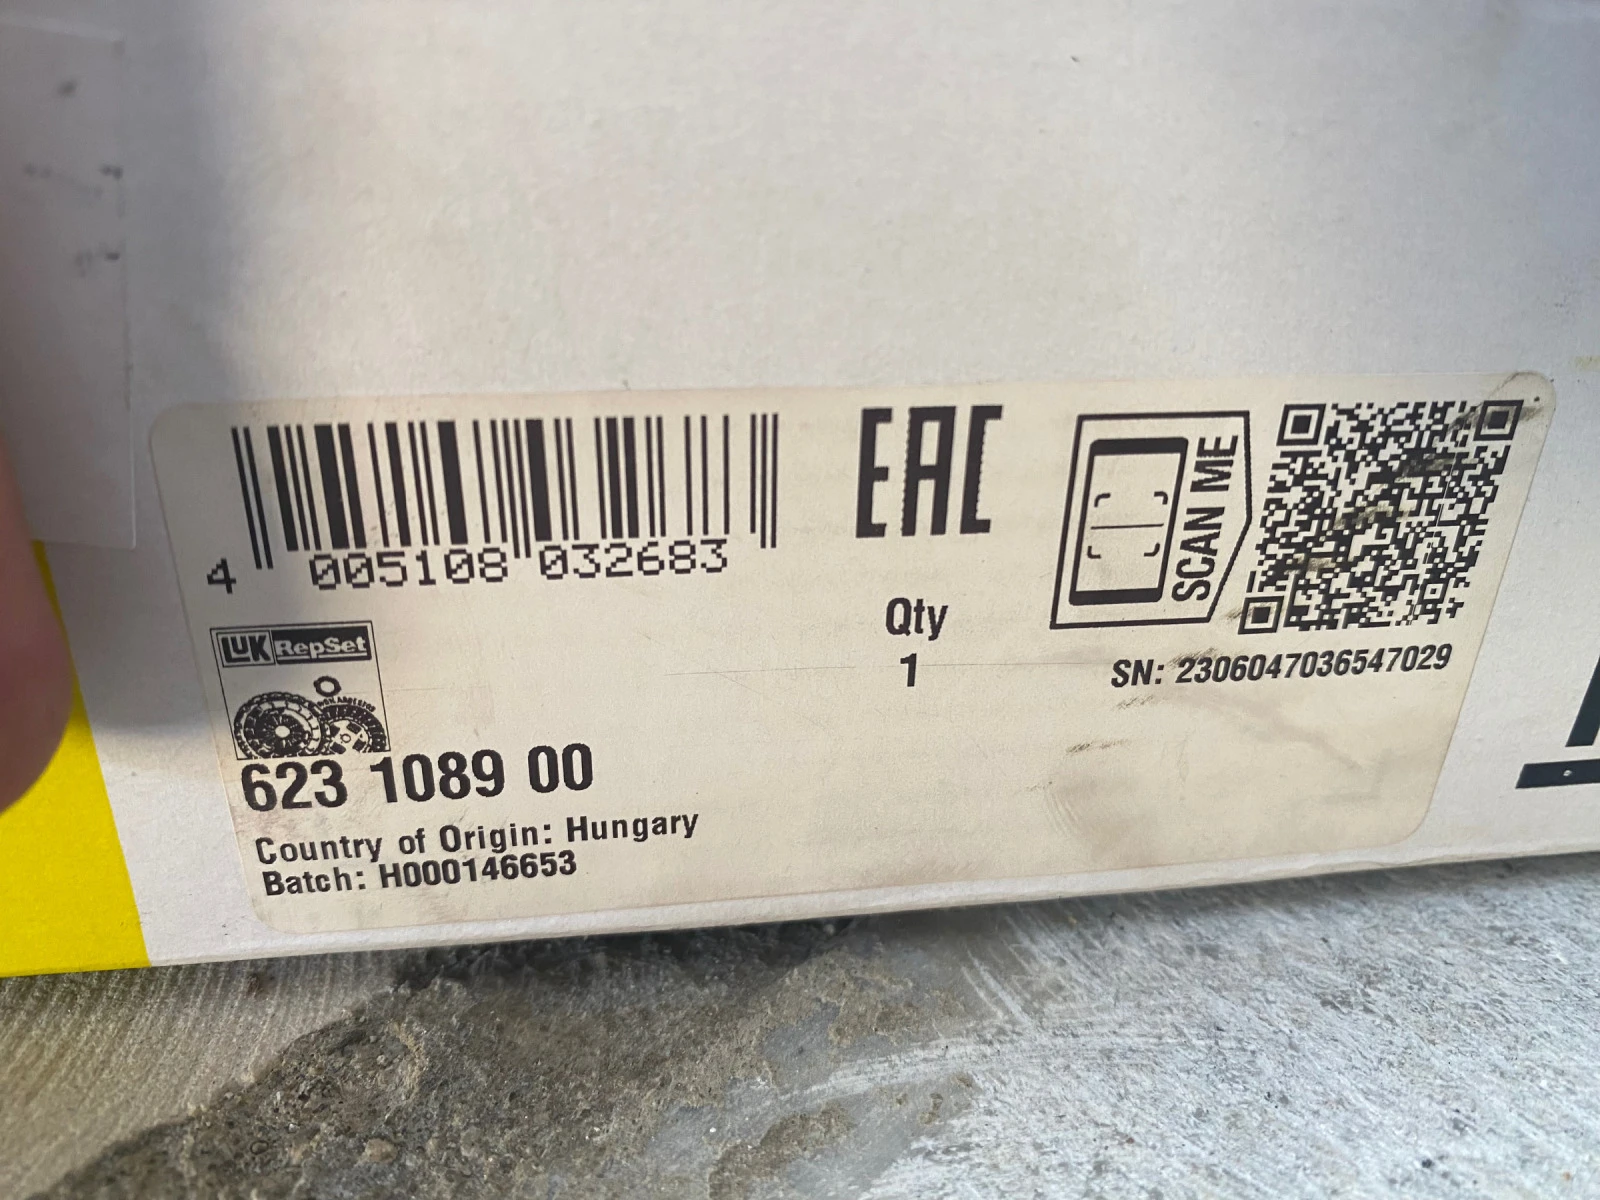 4 005108 032683
EAC
SCAN ME
LUK RepSet
Qty
1
SN: 2306047036547029
623 1089 00
Country of Origin: Hungary
Batch: H000146653